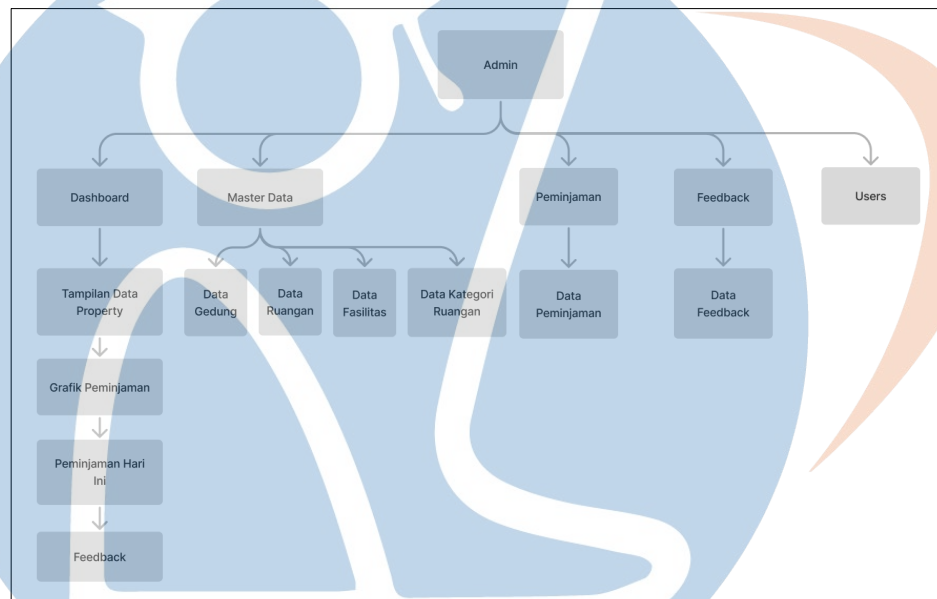 Admin
Dashboard
Master Data
Peminjaman
Feedback
Users
Tampilan Data
Property
Data
Gedung
Data
Ruangan
Data
Fasilitas
Data Kategori
Ruangan
Data
Peminjaman
Data
Feedback
Grafik Peminjaman
Peminjaman Hari
Ini
Feedback